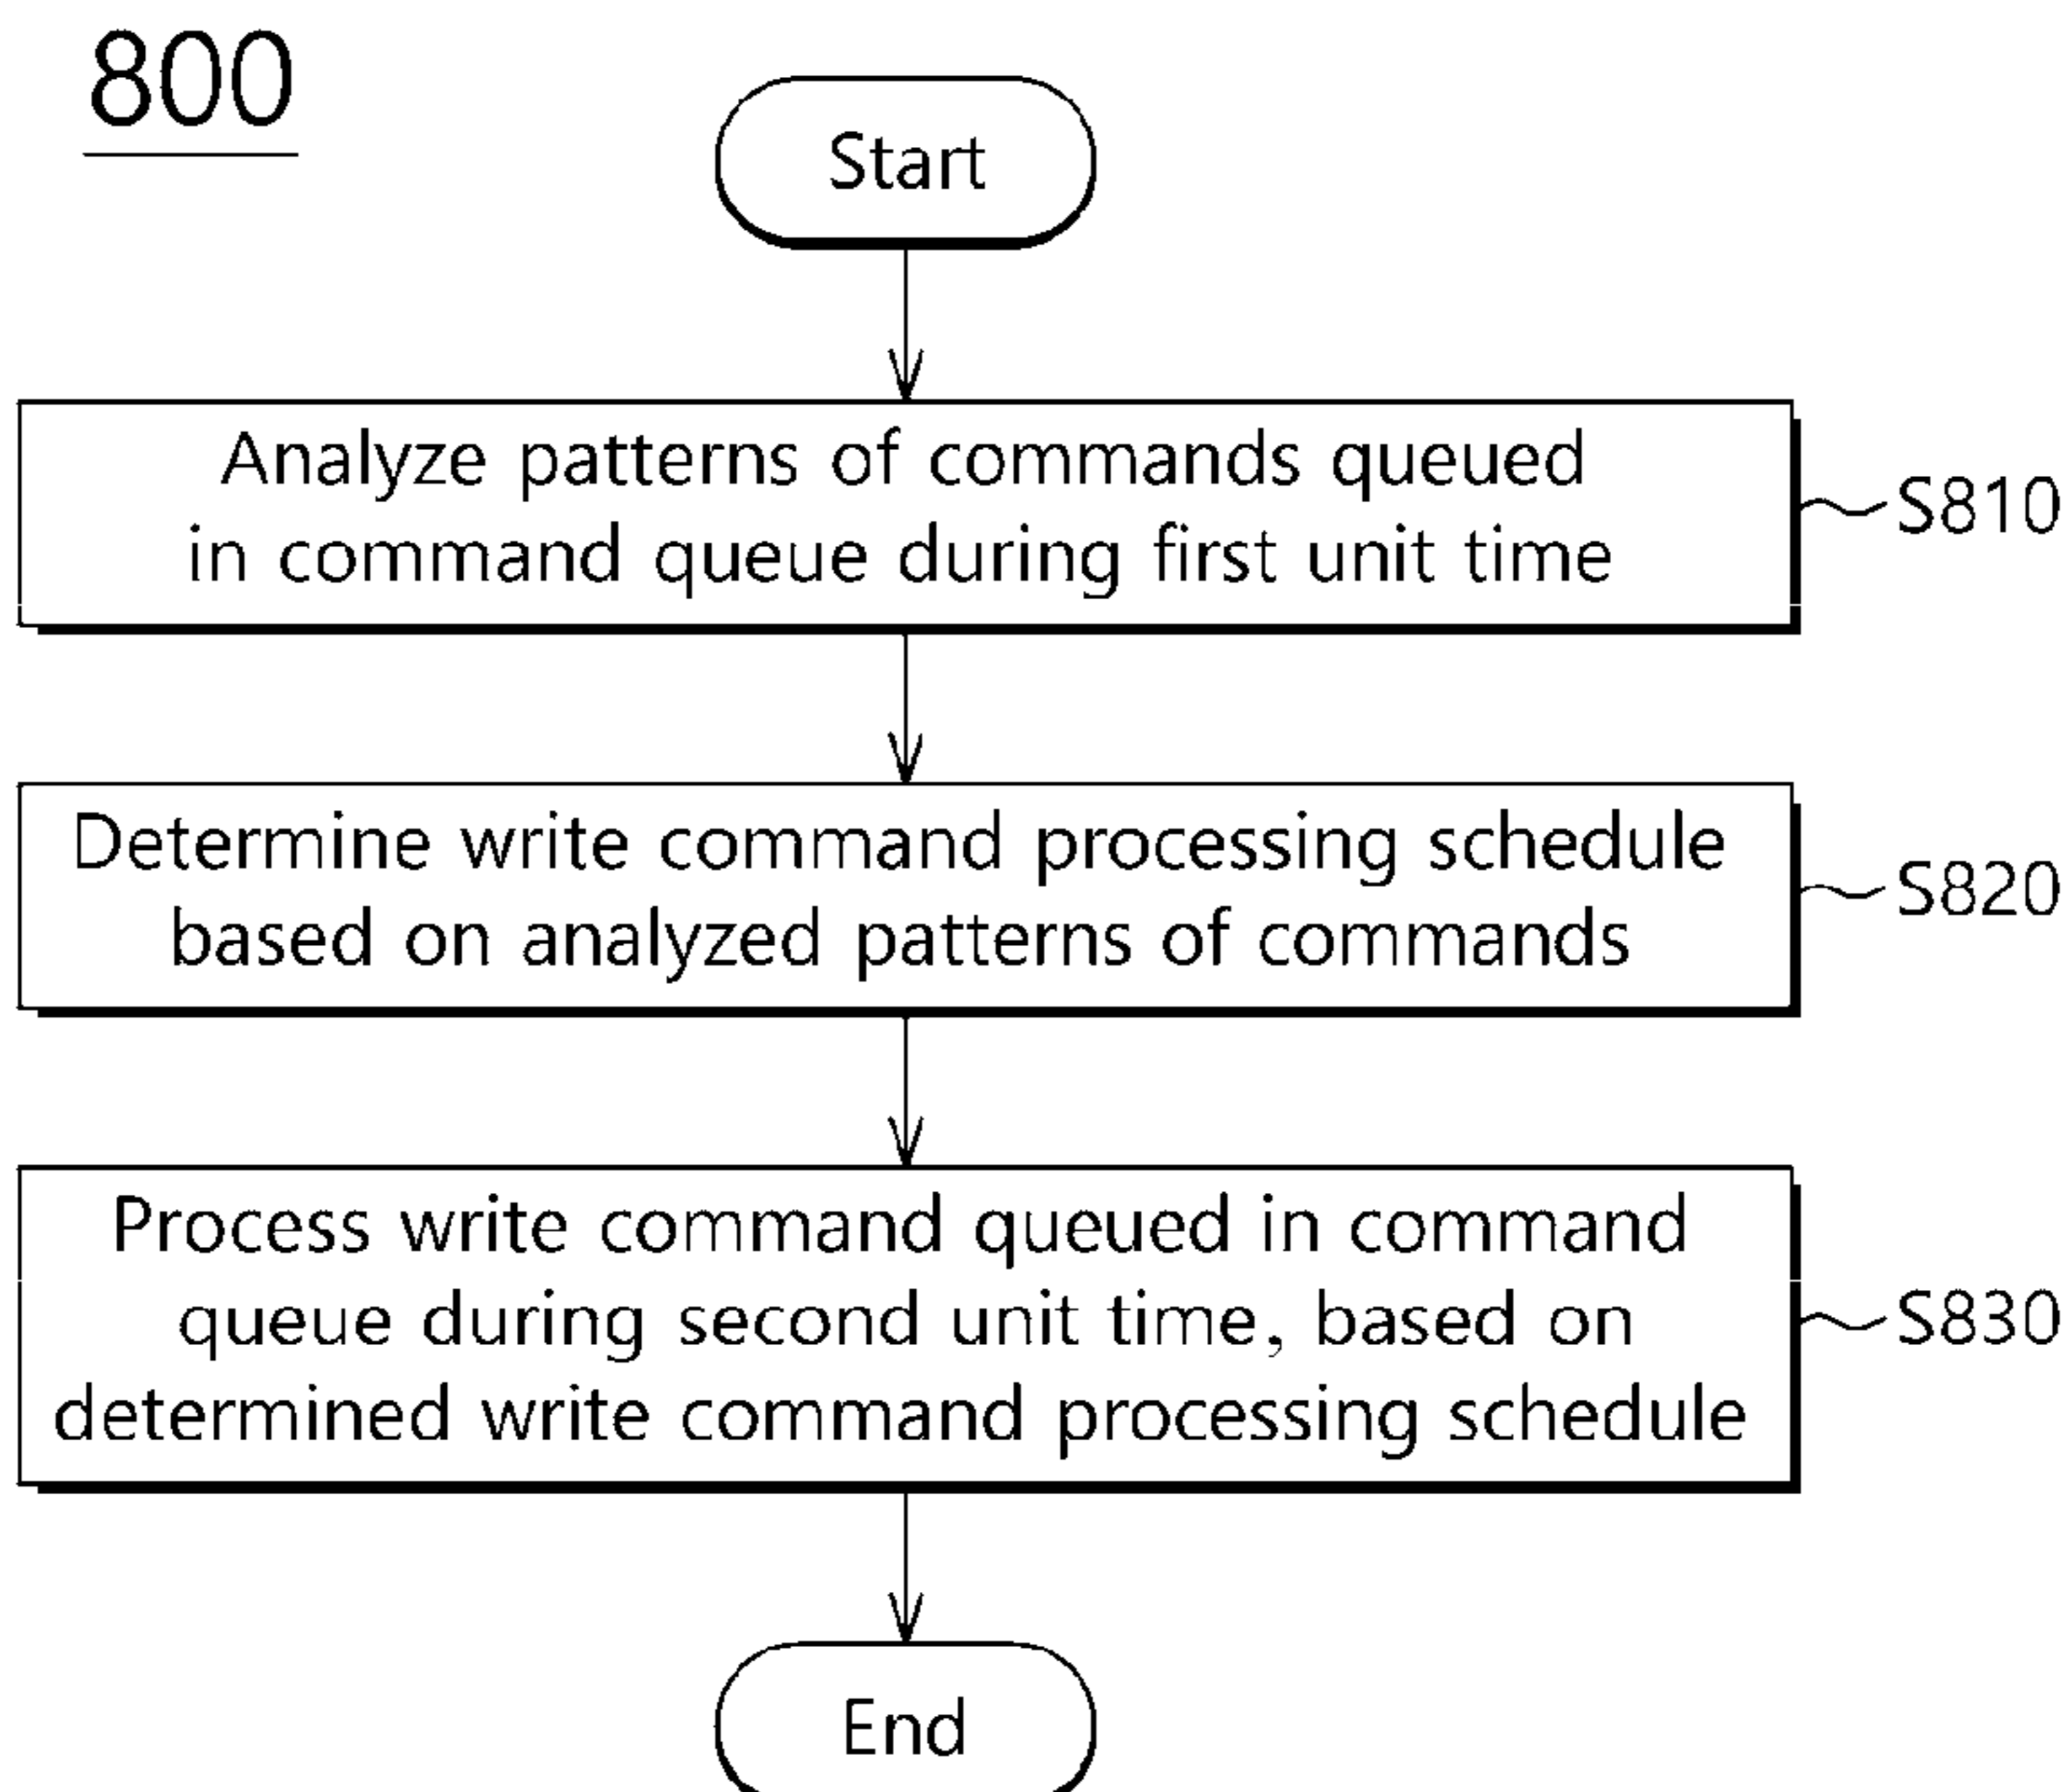 800
Start
Analyze patterns of commands queued
in command queue during first unit time
S810
Determine write command processing schedule
based on analyzed patterns of commands
S820
Process write command queued in command
queue during second unit time, based on
determined write command processing schedule
S830
End